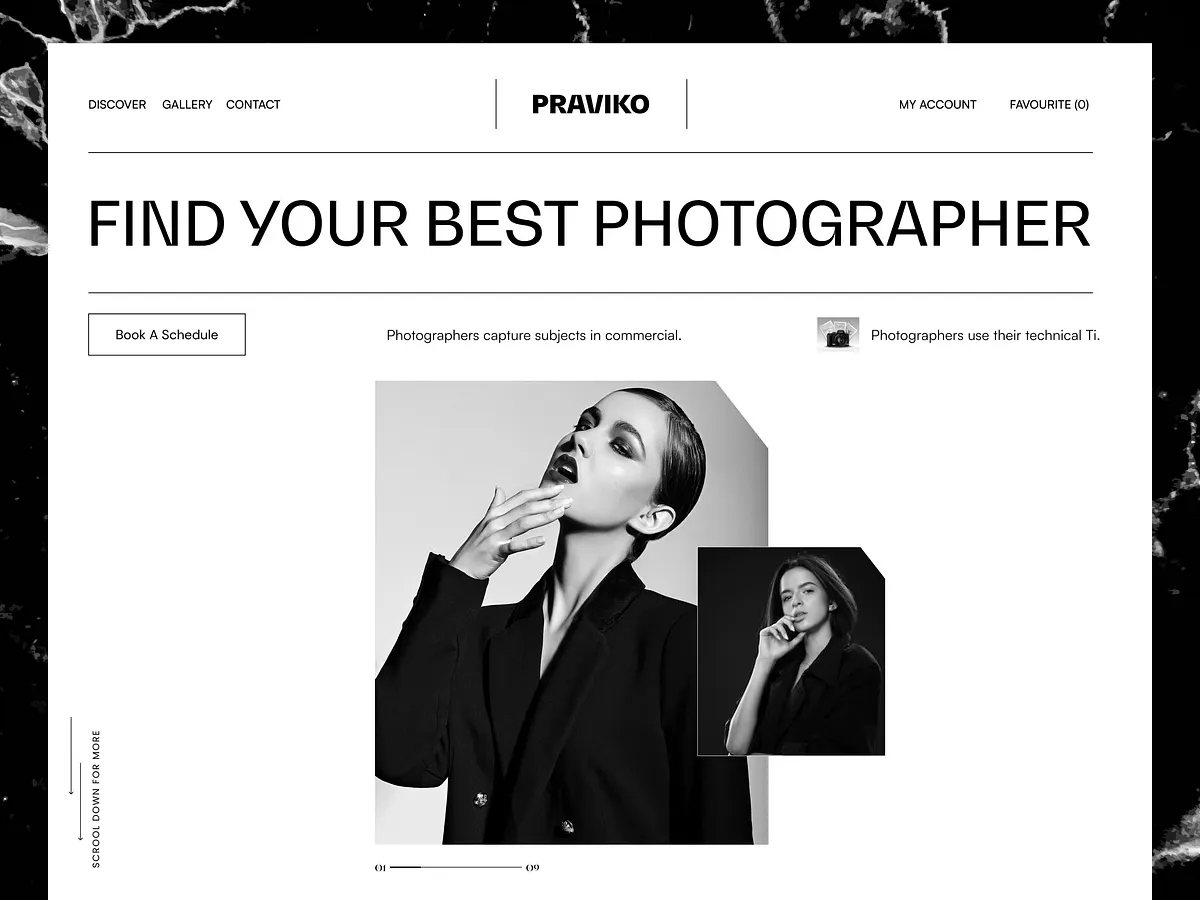 DISCOVER GALLERY CONTACT
PRAVIKO
MY ACCOUNT FAVOURITE (0)
FIND YOUR BEST PHOTOGRAPHER
Book A Schedule
Photographers capture subjects in commercial.
Photographers use their technical Ti.
SCROOL DOWN FOR MORE
01 09